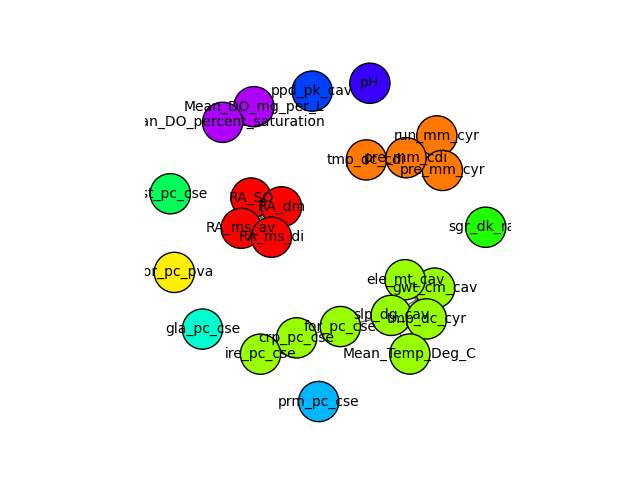 pH
ppd_pk_cav
Mean_DO_mg_per_L
an_DO_percent_saturation
run_mm_cyr
pre_mm_cdi
tmp_dc_cdi
pre_mm_cyr
st_pc_cse
RA_SO
RA_dm
RA_ms_av
RA_ms_di
sgr_dk_ra
or_pc_pva
ele_mt_cav
gwt_cm_cav
slp_dg_cav
tmp_dc_cyr
for_pc_cse
gla_pc_cse
crp_pc_cse
ire_pc_cse
Mean_Temp_Deg_C
prm_pc_cse